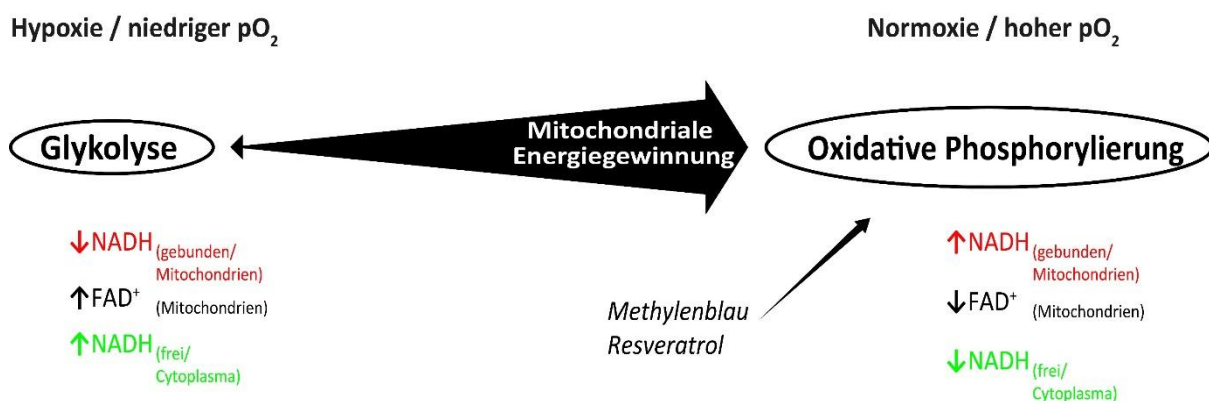 Hypoxie / niedriger pO₂
Normoxie / hoher pO₂
Glykolyse
Mitochondriale
Energiegewinnung
Oxidative Phosphorylierung
↓NADH (gebunden/
Mitochondrien)
↑FAD⁺ (Mitochondrien)
↑NADH (frei/
Cytoplasma)
Methylenblau
Resveratrol
↑NADH (gebunden/
Mitochondrien)
↓FAD⁺ (Mitochondrien)
↓NADH (frei/
Cytoplasma)